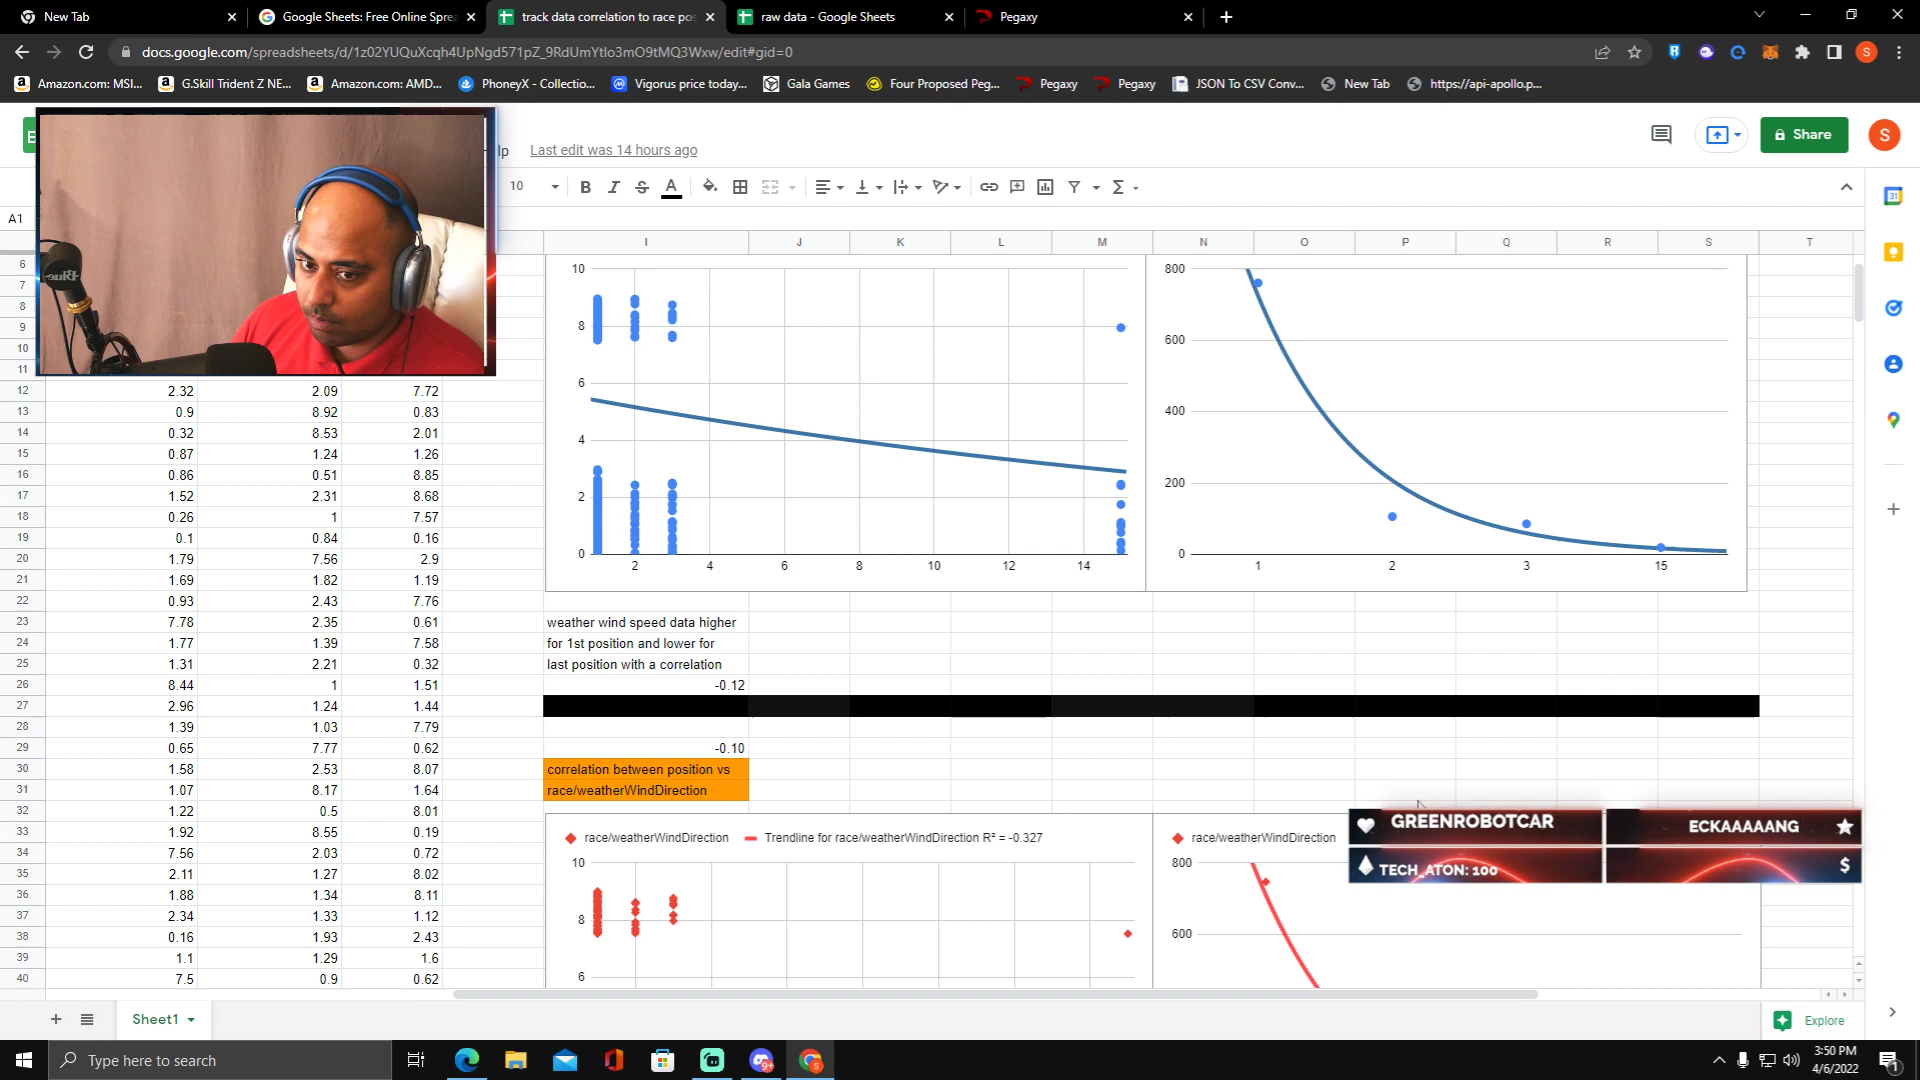 New Tab
Google Sheets: Free Online Sprea
track data correlation to race pos
raw data - Google Sheets
Pegaxy
docs.google.com/spreadsheets/d/1z02YUQuXcqh4UpNgd571pZ_9RdUmYtlo3mO9tMQ3Wxw/edit#gid=0
S
Amazon.com: MSI...
G.Skill Trident Z NE...
Amazon.com: AMD...
PhoneyX - Collectio...
Vigorus price today...
Gala Games
Four Proposed Peg...
Pegaxy
Pegaxy
JSON To CSV Conv...
New Tab
https://api-apollo.p...
lp
Last edit was 14 hours ago
Share
S
10
A1
I J K L M N O P Q R S T
6
7
8
9
10
11
12 2.32 2.09 7.72
13 0.9 8.92 0.83
14 0.32 8.53 2.01
15 0.87 1.24 1.26
16 0.86 0.51 8.85
17 1.52 2.31 8.68
18 0.26 1 7.57
19 0.1 0.84 0.16
20 1.79 7.56 2.9
21 1.69 1.82 1.19
22 0.93 2.43 7.76
23 7.78 2.35 0.61
24 1.77 1.39 7.58
25 1.31 2.21 0.32
26 8.44 1 1.51
27 2.96 1.24 1.44
28 1.39 1.03 7.79
29 0.65 7.77 0.62
30 1.58 2.53 8.07
31 1.07 8.17 1.64
32 1.22 0.5 8.01
33 1.92 8.55 0.19
34 7.56 2.03 0.72
35 2.11 1.27 8.02
36 1.88 1.34 8.11
37 2.34 1.33 1.12
38 0.16 1.93 2.43
39 1.1 1.29 1.6
40 7.5 0.9 0.62
10
8
6
4
2
0
2 4 6 8 10 12 14
800
600
400
200
0
1 2 3 15
weather wind speed data higher
for 1st position and lower for
last position with a correlation
-0.12
-0.10
correlation between position vs
race/weatherWindDirection
race/weatherWindDirection
Trendline for race/weatherWindDirection R² = -0.327
10
8
6
race/weatherWindDirection
800
600
GREENROBOTCAR
ECKAAAAANG
TECH_ATON: 100
$
Blue
Sheet1
Explore
Type here to search
9+
3:50 PM
4/6/2022
1